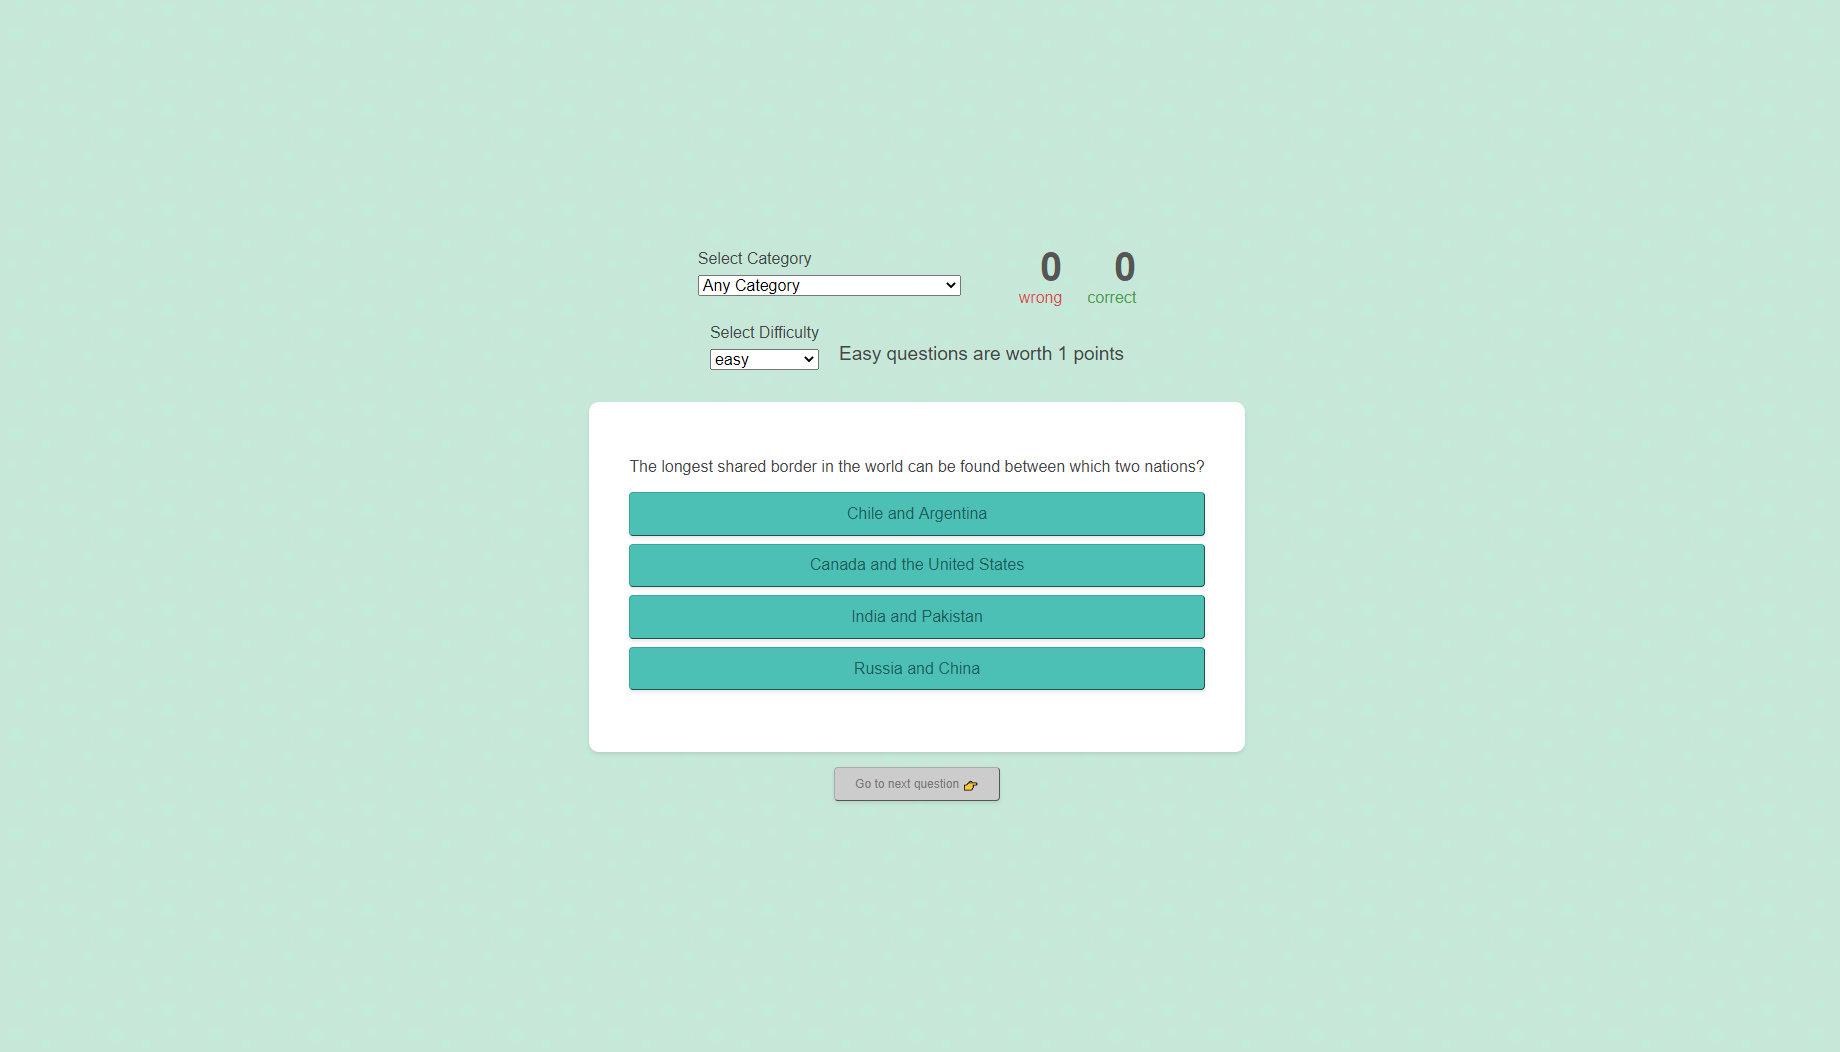 Select Category
Any Category
0 0
wrong correct
Select Difficulty
easy
Easy questions are worth 1 points
The longest shared border in the world can be found between which two nations?
Chile and Argentina
Canada and the United States
India and Pakistan
Russia and China
Go to next question 👉